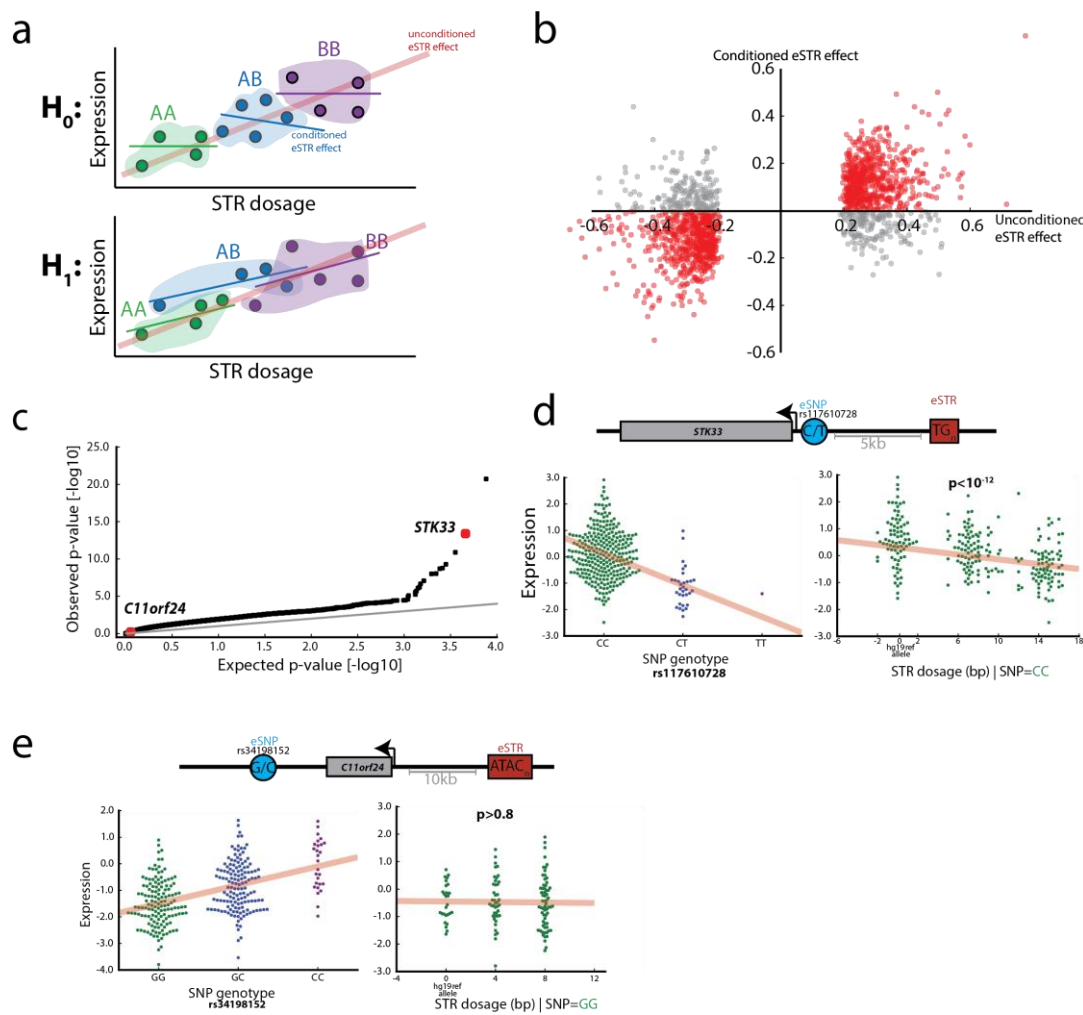 a
unconditioned
eSTR effect
BB
AB
AA
H0:
conditioned
eSTR effect
Expression
STR dosage
AB
BB
AA
H1:
Expression
STR dosage
b
Conditioned eSTR effect
0.6
0.4
0.2
-0.6 -0.4 -0.2 0.2 0.4 0.6
Unconditioned
eSTR effect
-0.2
-0.4
-0.6
c
Observed p-value [-log10]
25.0
20.0
15.0
10.0
5.0
0.0
STK33
C11orf24
0.0 1.0 2.0 3.0 4.0
Expected p-value [-log10]
d
eSNP
rs117610728
eSTR
STK33
C/T
TGn
5kb
Expression
3.0
2.0
1.0
0.0
-1.0
-2.0
-3.0
CC CT TT
SNP genotype
rs117610728
p<10-12
3.0
2.0
1.0
0.0
-1.0
-2.0
-3.0
-6 -2 0 2 6 10 14 18
hg19ref
allele
STR dosage (bp) | SNP=CC
e
eSNP
rs34198152
eSTR
G/C
C11orf24
ATACn
10kb
Expression
2.0
1.0
0.0
-1.0
-2.0
-3.0
-4.0
GG GC CC
SNP genotype
rs34198152
p>0.8
3.0
2.0
1.0
0.0
-1.0
-2.0
-3.0
-4 0 4 8 12
hg19ref
allele
STR dosage (bp) | SNP=GG